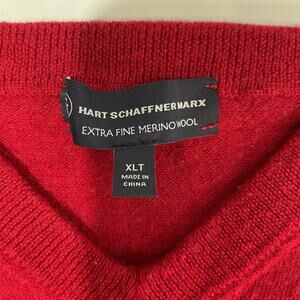 HART SCHAFFNER MARX
EXTRA FINE MERINO WOOL
XLT
MADE IN
CHINA